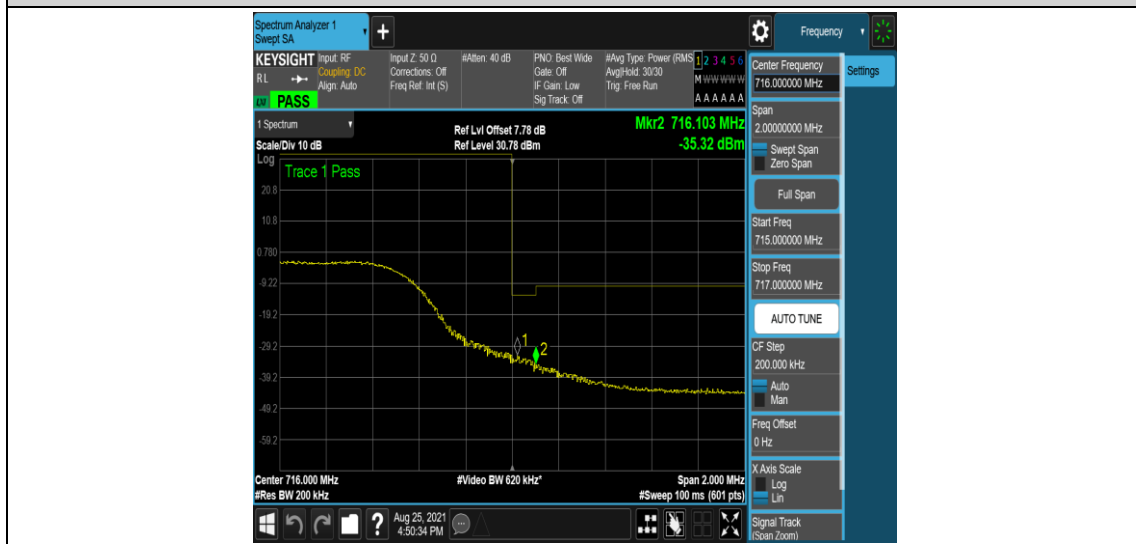 Spectrum Analyzer 1
Swept SA
+
Frequency
KEYSIGHT
RL
LXI
PASS
Input: RF
Coupling: DC
Align: Auto
Input Z: 50 Ω
Corrections: Off
Freq Ref: Int (S)
#Atten: 40 dB
PNO: Best Wide
Gate: Off
IF Gain: Low
Sig Track: Off
#Avg Type: Power (RMS
Avg|Hold: 30/30
Trig: Free Run
1 2 3 4 5 6
M W W W W W
A A A A A A
1 Spectrum
Scale/Div 10 dB
Ref Lvl Offset 7.78 dB
Ref Level 30.78 dBm
Mkr2 716.103 MHz
-35.32 dBm
Log
Trace 1 Pass
20.8
10.8
0.780
-9.22
-19.2
-29.2
-39.2
-49.2
-59.2
1
2
Center 716.000 MHz
#Res BW 200 kHz
#Video BW 620 kHz*
Span 2.000 MHz
#Sweep 100 ms (601 pts)
?
Aug 25, 2021
4:50:34 PM
Center Frequency
716.000000 MHz
Settings
Span
2.00000000 MHz
Swept Span
Zero Span
Full Span
Start Freq
715.000000 MHz
Stop Freq
717.000000 MHz
AUTO TUNE
CF Step
200.000 kHz
Auto
Man
Freq Offset
0 Hz
X Axis Scale
Log
Lin
Signal Track
(Span Zoom)